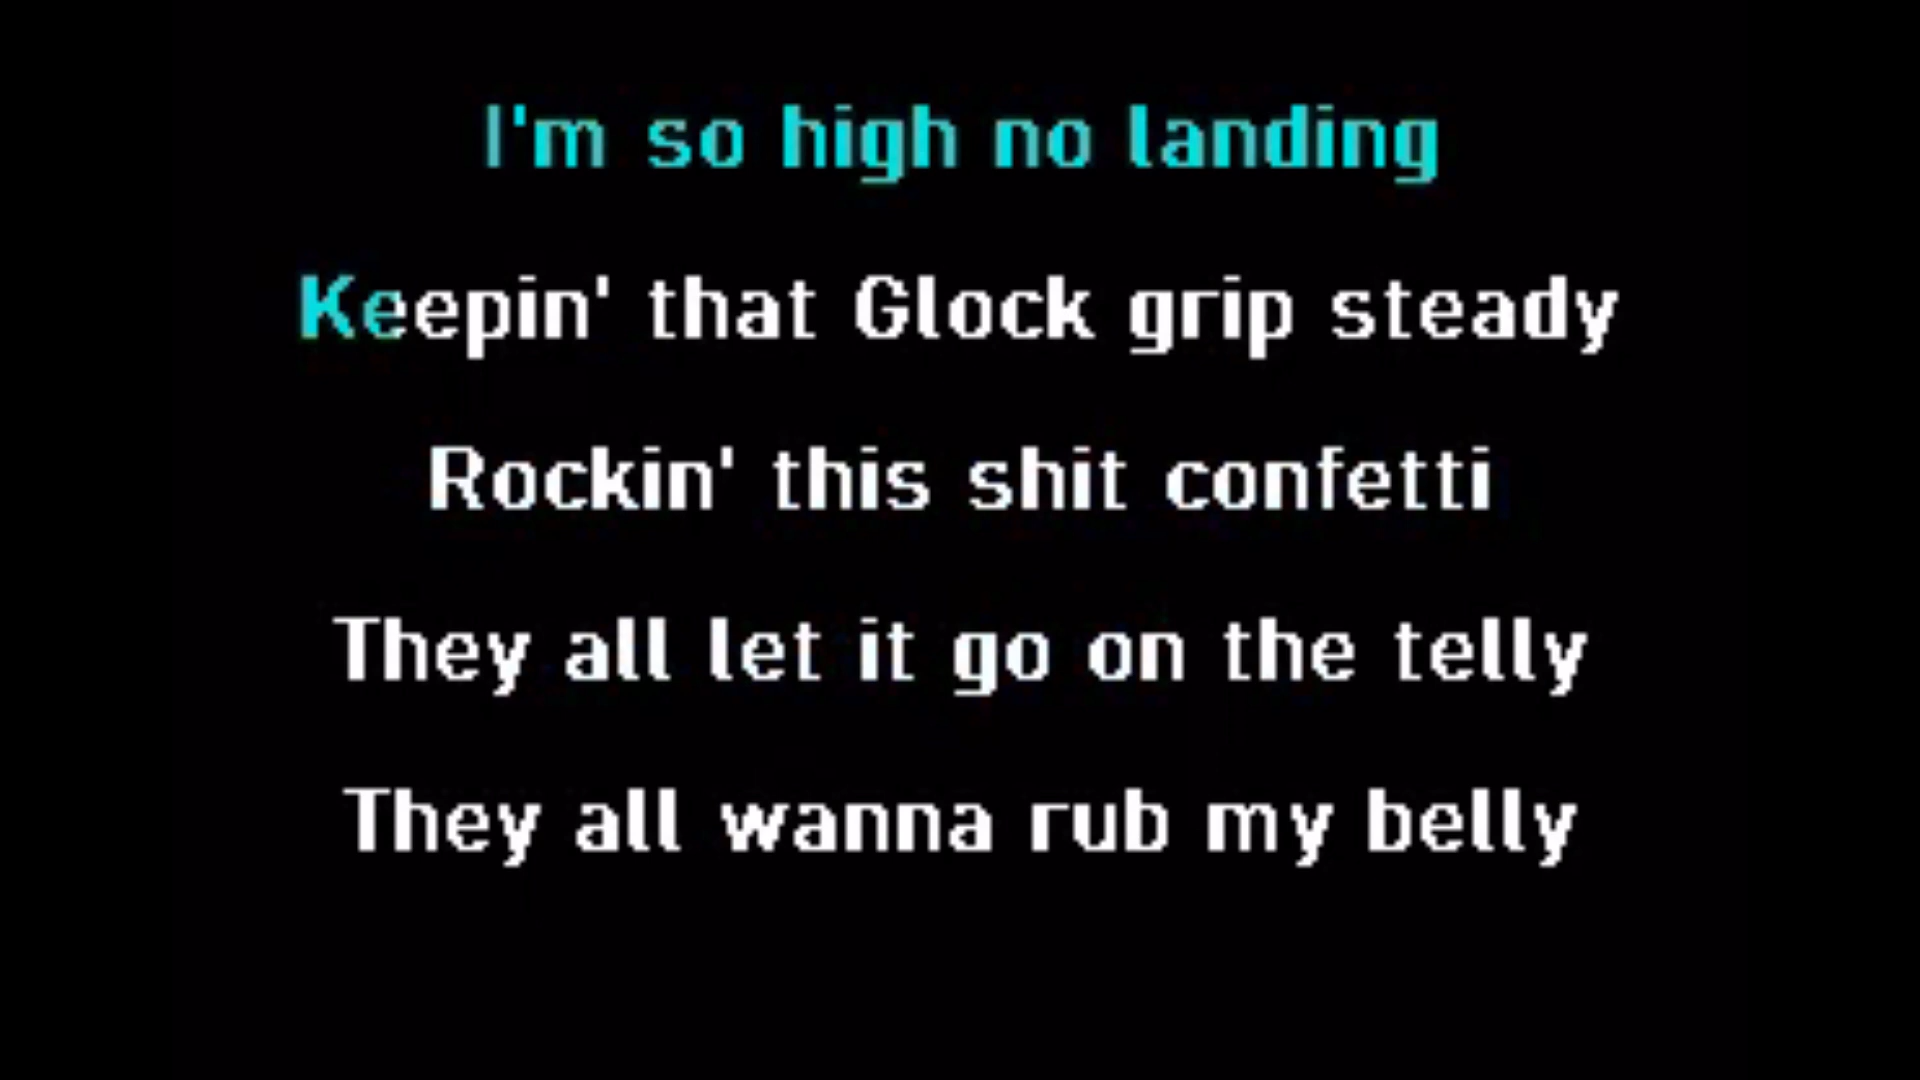 I'm so high no landing
Keepin' that Glock grip steady
Rockin' this shit confetti
They all let it go on the telly
They all wanna rub my belly